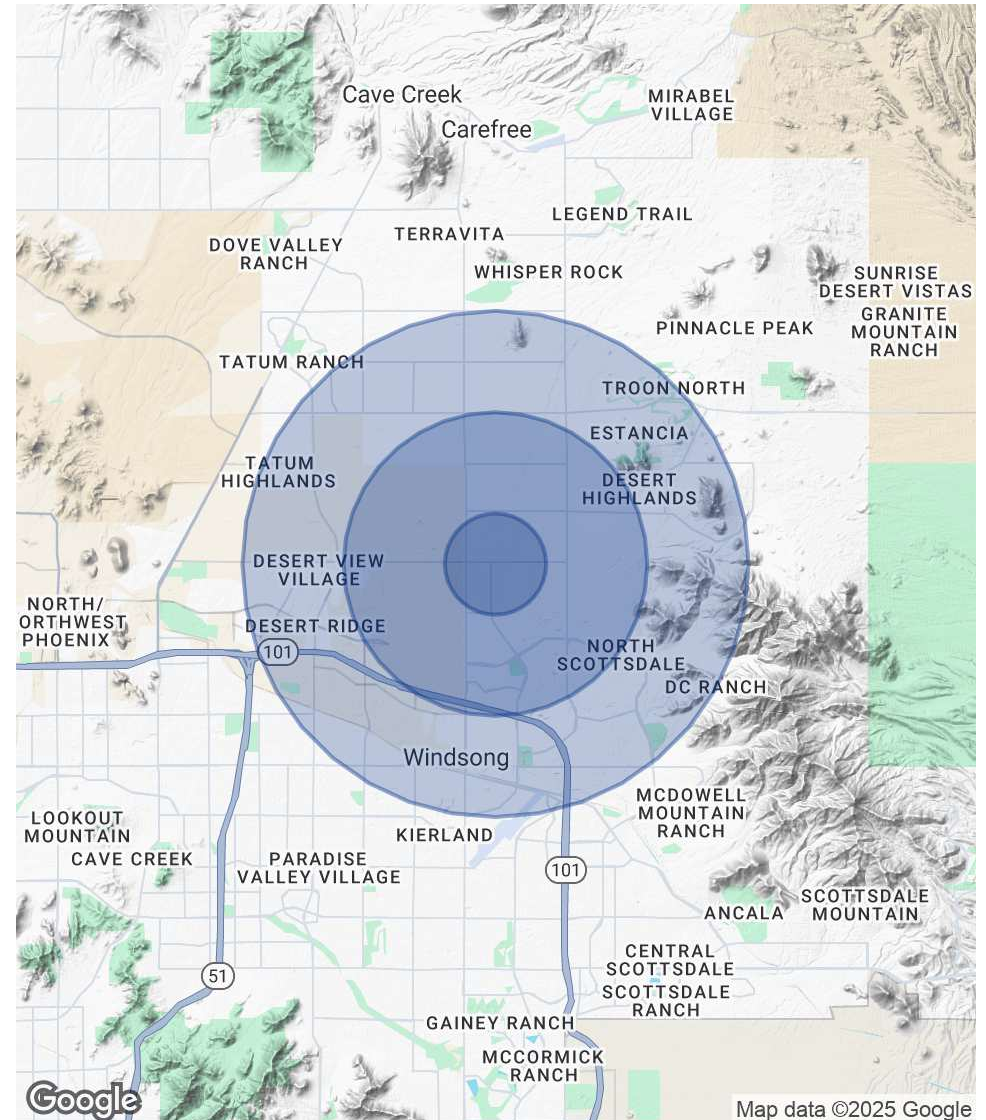 Cave Creek
Carefree
MIRABEL
VILLAGE
LEGEND TRAIL
TERRAVITA
DOVE VALLEY
RANCH
WHISPER ROCK
SUNRISE
DESERT VISTAS
GRANITE
MOUNTAIN
RANCH
PINNACLE PEAK
TATUM RANCH
TROON NORTH
ESTANCIA
TATUM
HIGHLANDS
DESERT
HIGHLANDS
DESERT VIEW
VILLAGE
NORTH/
ORTHWEST
PHOENIX
DESERT RIDGE
101
NORTH
SCOTTSDALE
DC RANCH
Windsong
MCDOWELL
MOUNTAIN
RANCH
LOOKOUT
MOUNTAIN
KIERLAND
CAVE CREEK
PARADISE
VALLEY VILLAGE
101
SCOTTSDALE
MOUNTAIN
ANCALA
CENTRAL
SCOTTSDALE
SCOTTSDALE
RANCH
51
GAINEY RANCH
MCCORMICK
RANCH
Google
Map data ©2025 Google